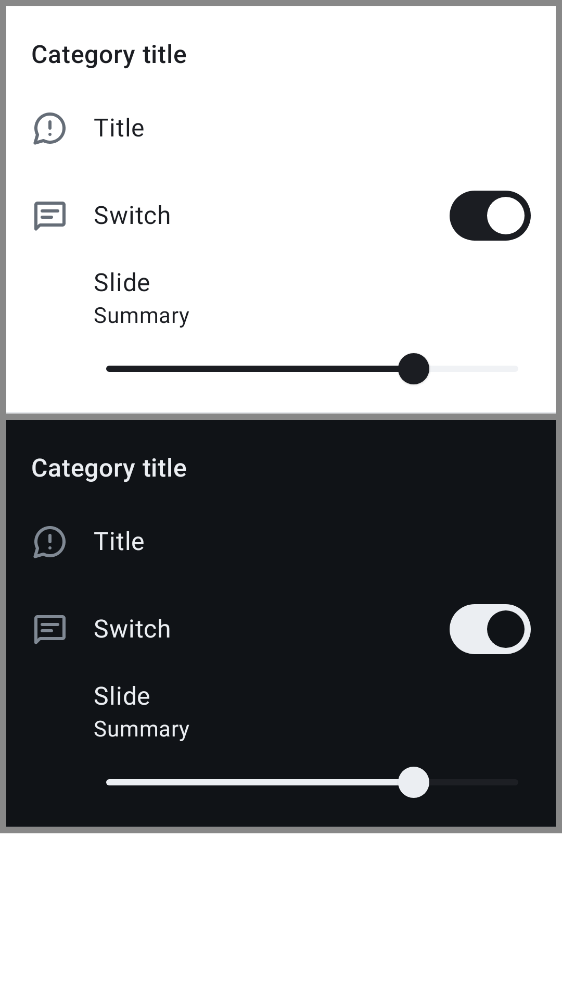 Category title
Title
Switch
Slide
Summary
Category title
Title
Switch
Slide
Summary